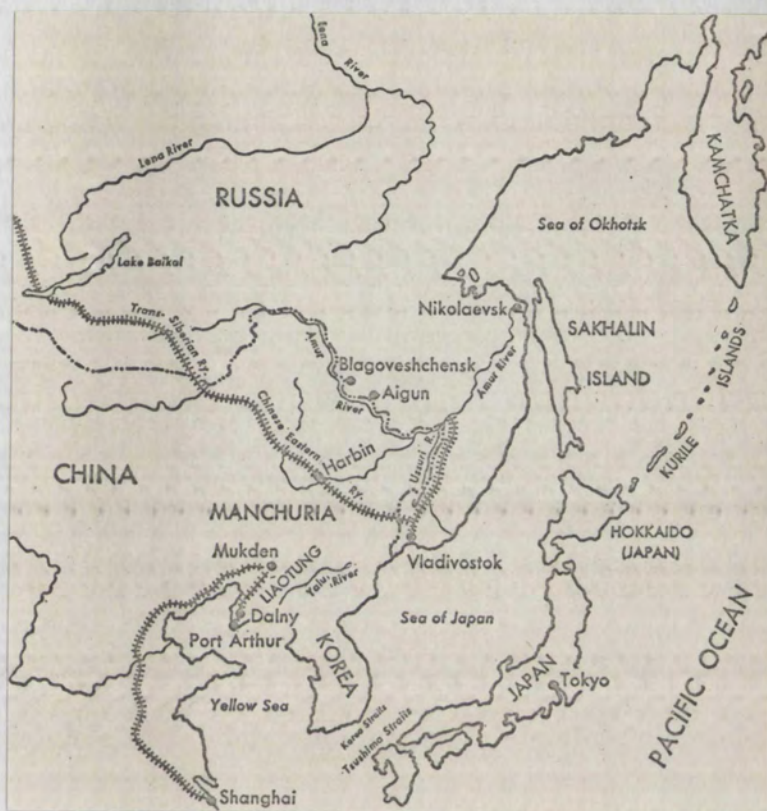 Lena
River
Lena River
RUSSIA
KAMCHATKA
Sea of Okhotsk
Lake Baikal
Trans-Siberian Ry.
Nikolaevsk
SAKHALIN
ISLAND
Amur
River
Blagoveshchensk
Aigun
Amur River
KURILE
ISLANDS
Chinese Eastern
Ry.
Harbin
Ussuri R.
CHINA
MANCHURIA
HOKKAIDO
(JAPAN)
Mukden
LIAOTUNG
Yalu
River
Vladivostok
Dalny
Port Arthur
KOREA
Sea of Japan
JAPAN
Tokyo
PACIFIC OCEAN
Yellow Sea
Korea Straits
Tsushima Straits
Shanghai